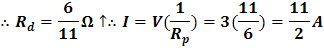 ∴ R_d = 6/11 Ω ↑∴ I = V(1/R_p) = 3(11/6) = 11/2 A